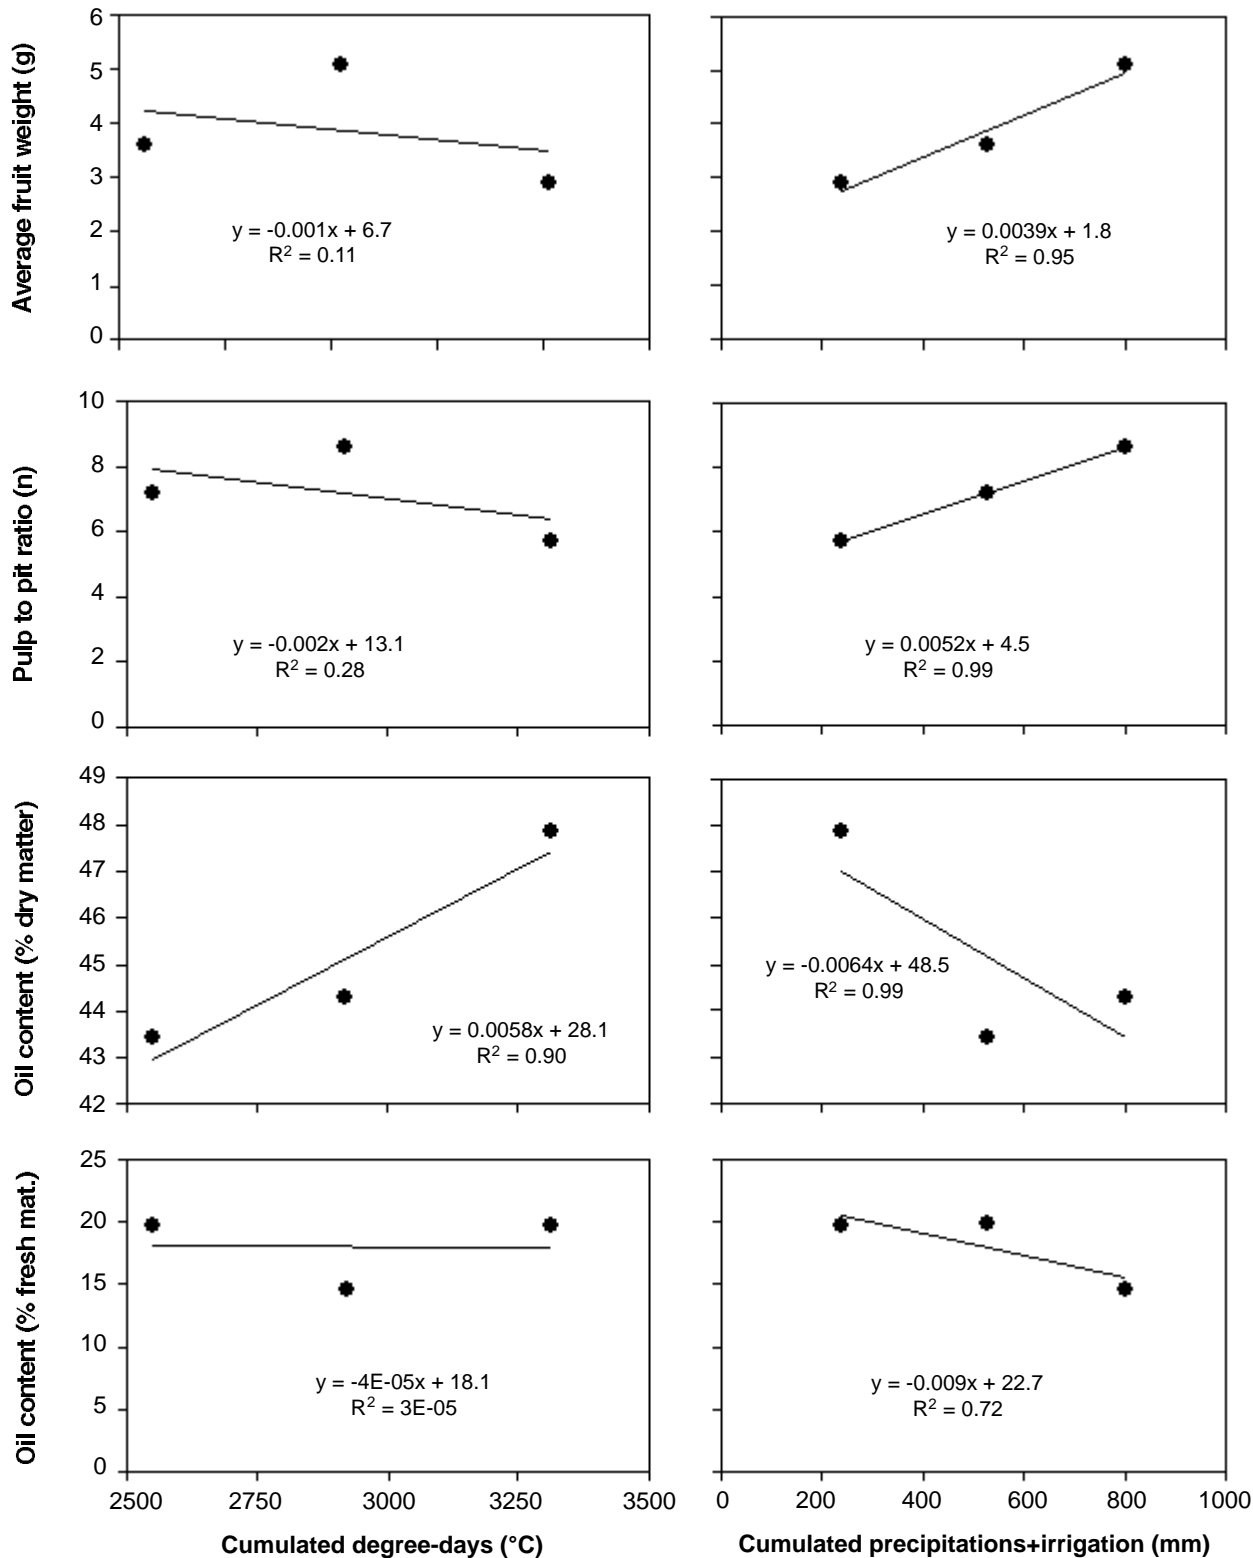 Average fruit weight (g)
6
5
4
3
2
1
0
y = -0.001x + 6.7
R² = 0.11
y = 0.0039x + 1.8
R² = 0.95
Pulp to pit ratio (n)
10
8
6
4
2
0
y = -0.002x + 13.1
R² = 0.28
y = 0.0052x + 4.5
R² = 0.99
Oil content (% dry matter)
49
48
47
46
45
44
43
42
y = 0.0058x + 28.1
R² = 0.90
y = -0.0064x + 48.5
R² = 0.99
Oil content (% fresh mat.)
25
20
15
10
5
0
y = -4E-05x + 18.1
R² = 3E-05
y = -0.009x + 22.7
R² = 0.72
2500 2750 3000 3250 3500
0 200 400 600 800 1000
Cumulated degree-days (°C)
Cumulated precipitations+irrigation (mm)